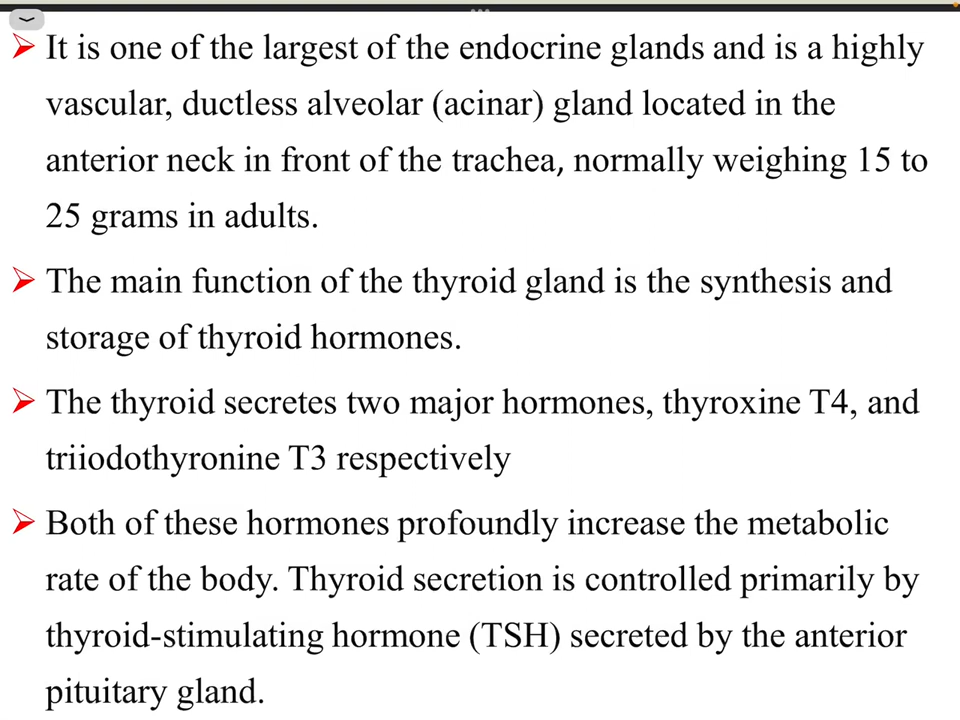 It is one of the largest of the endocrine glands and is a highly
vascular, ductless alveolar (acinar) gland located in the
anterior neck in front of the trachea, normally weighing 15 to
25 grams in adults.
The main function of the thyroid gland is the synthesis and
storage of thyroid hormones.
The thyroid secretes two major hormones, thyroxine T4, and
triiodothyronine T3 respectively
Both of these hormones profoundly increase the metabolic
rate of the body. Thyroid secretion is controlled primarily by
thyroid-stimulating hormone (TSH) secreted by the anterior
pituitary gland.